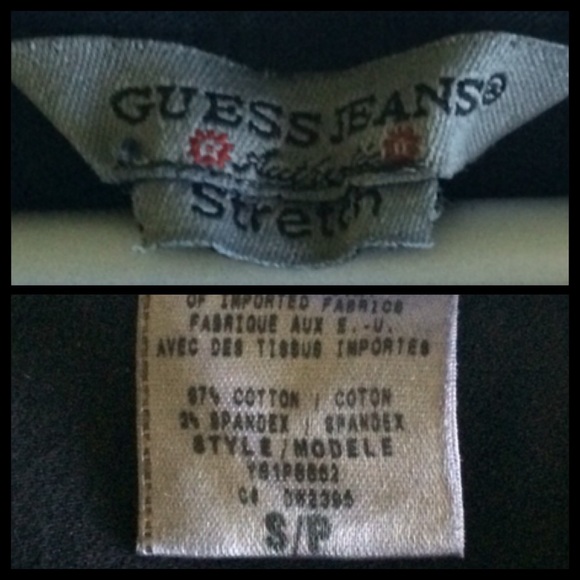 GUESS JEANS®
Authentic
Stretch
OF IMPORTED FABRICS
FABRIQUE AUX E.-U.
AVEC DES TISSUS IMPORTES
97% COTTON / COTON
3% SPANDEX / SPANDEX
STYLE/MODELE
S/P